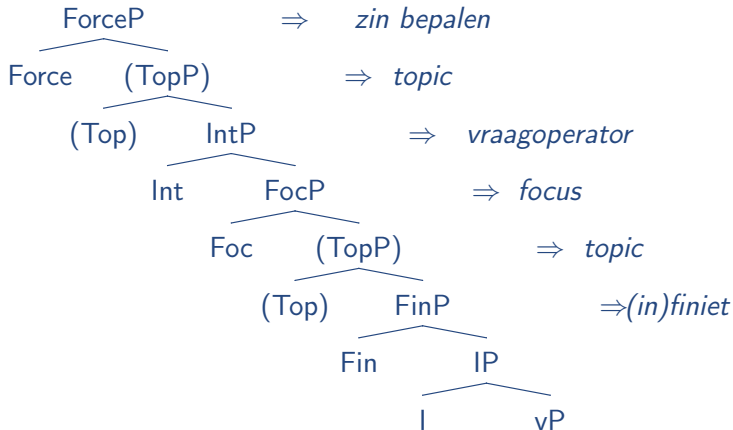 ForceP ⇒ zin bepalen
Force (TopP) ⇒ topic
(Top) IntP ⇒ vraagoperator
Int FocP ⇒ focus
Foc (TopP) ⇒ topic
(Top) FinP ⇒(in)finiet
Fin IP
I vP